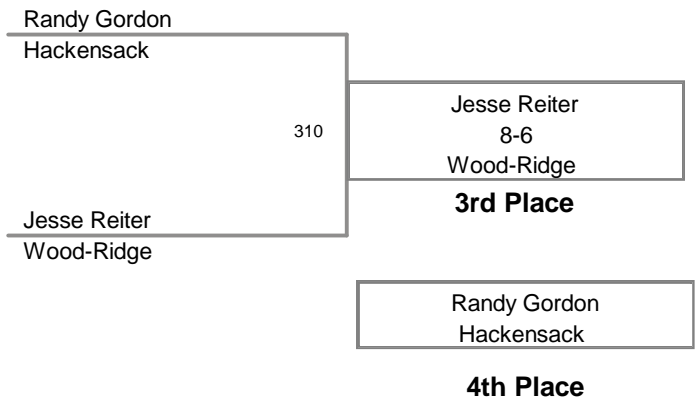 Randy Gordon
Hackensack
310
Jesse Reiter
8-6
Wood-Ridge
3rd Place
Jesse Reiter
Wood-Ridge
Randy Gordon
Hackensack
4th Place